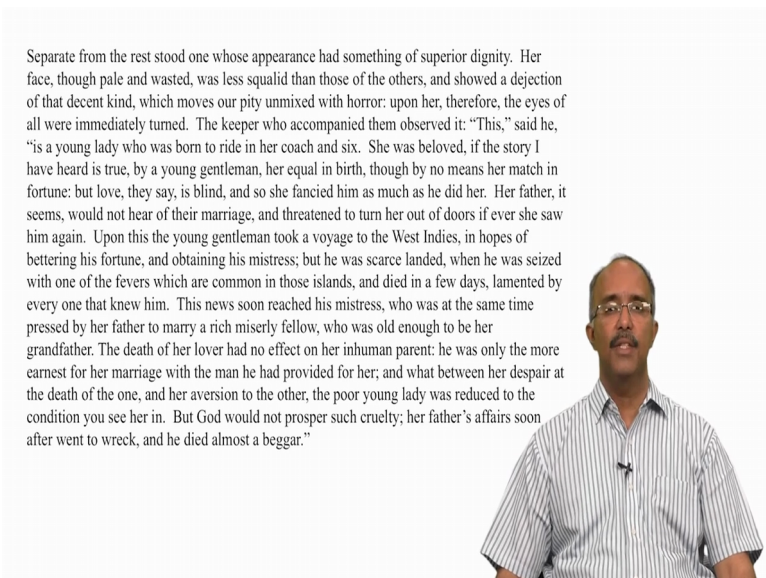 Separate from the rest stood one whose appearance had something of superior dignity.  Her
face, though pale and wasted, was less squalid than those of the others, and showed a dejection
of that decent kind, which moves our pity unmixed with horror: upon her, therefore, the eyes of
all were immediately turned.  The keeper who accompanied them observed it: “This,” said he,
“is a young lady who was born to ride in her coach and six.  She was beloved, if the story I
have heard is true, by a young gentleman, her equal in birth, though by no means her match in
fortune: but love, they say, is blind, and so she fancied him as much as he did her.  Her father, it
seems, would not hear of their marriage, and threatened to turn her out of doors if ever she saw
him again.  Upon this the young gentleman took a voyage to the West Indies, in hopes of
bettering his fortune, and obtaining his mistress; but he was scarce landed, when he was seized
with one of the fevers which are common in those islands, and died in a few days, lamented by
every one that knew him.  This news soon reached his mistress, who was at the same time
pressed by her father to marry a rich miserly fellow, who was old enough to be her
grandfather. The death of her lover had no effect on her inhuman parent: he was only the more
earnest for her marriage with the man he had provided for her; and what between her despair at
the death of the one, and her aversion to the other, the poor young lady was reduced to the
condition you see her in.  But God would not prosper such cruelty; her father’s affairs soon
after went to wreck, and he died almost a beggar.”